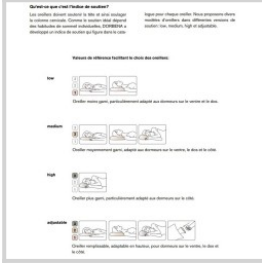 Qu'est-ce que c'est l'indice de soutien?
Les oreillers doivent soutenir la tête et ainsi soulager
la colonne cervicale. Comme le soutien idéal dépend
des habitudes de sommeil individuelles, DORBENA a
développé un indice de soutien qui figure dans le cata-
logue pour chaque oreiller. Nous proposons divers
modèles d'oreillers dans différentes versions de
soutien: low, medium, high et adjustable.
Valeurs de référence facilitant le choix des oreillers:
low
Oreiller moins garni, particulièrement adapté aux dormeurs sur le ventre et le dos.
medium
Oreiller moyennement garni, adapté aux dormeurs sur le ventre, le dos et le côté.
high
Oreiller plus garni, particulièrement adapté aux dormeurs sur le côté.
adjustable
Oreiller remplissable, adaptable en hauteur, pour dormeurs sur le ventre, le dos et
le côté.